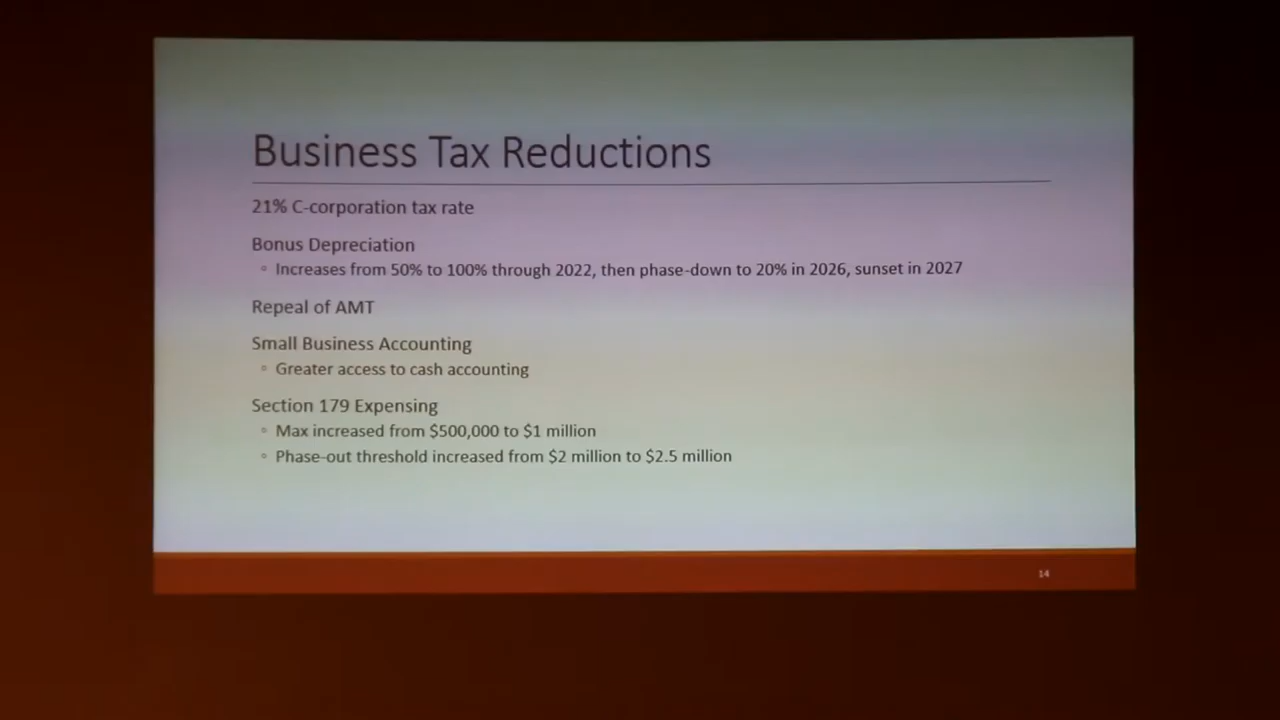 Business Tax Reductions
21% C-corporation tax rate
Bonus Depreciation
▫ Increases from 50% to 100% through 2022, then phase-down to 20% in 2026, sunset in 2027
Repeal of AMT
Small Business Accounting
▫ Greater access to cash accounting
Section 179 Expensing
▫ Max increased from $500,000 to $1 million
▫ Phase-out threshold increased from $2 million to $2.5 million
14